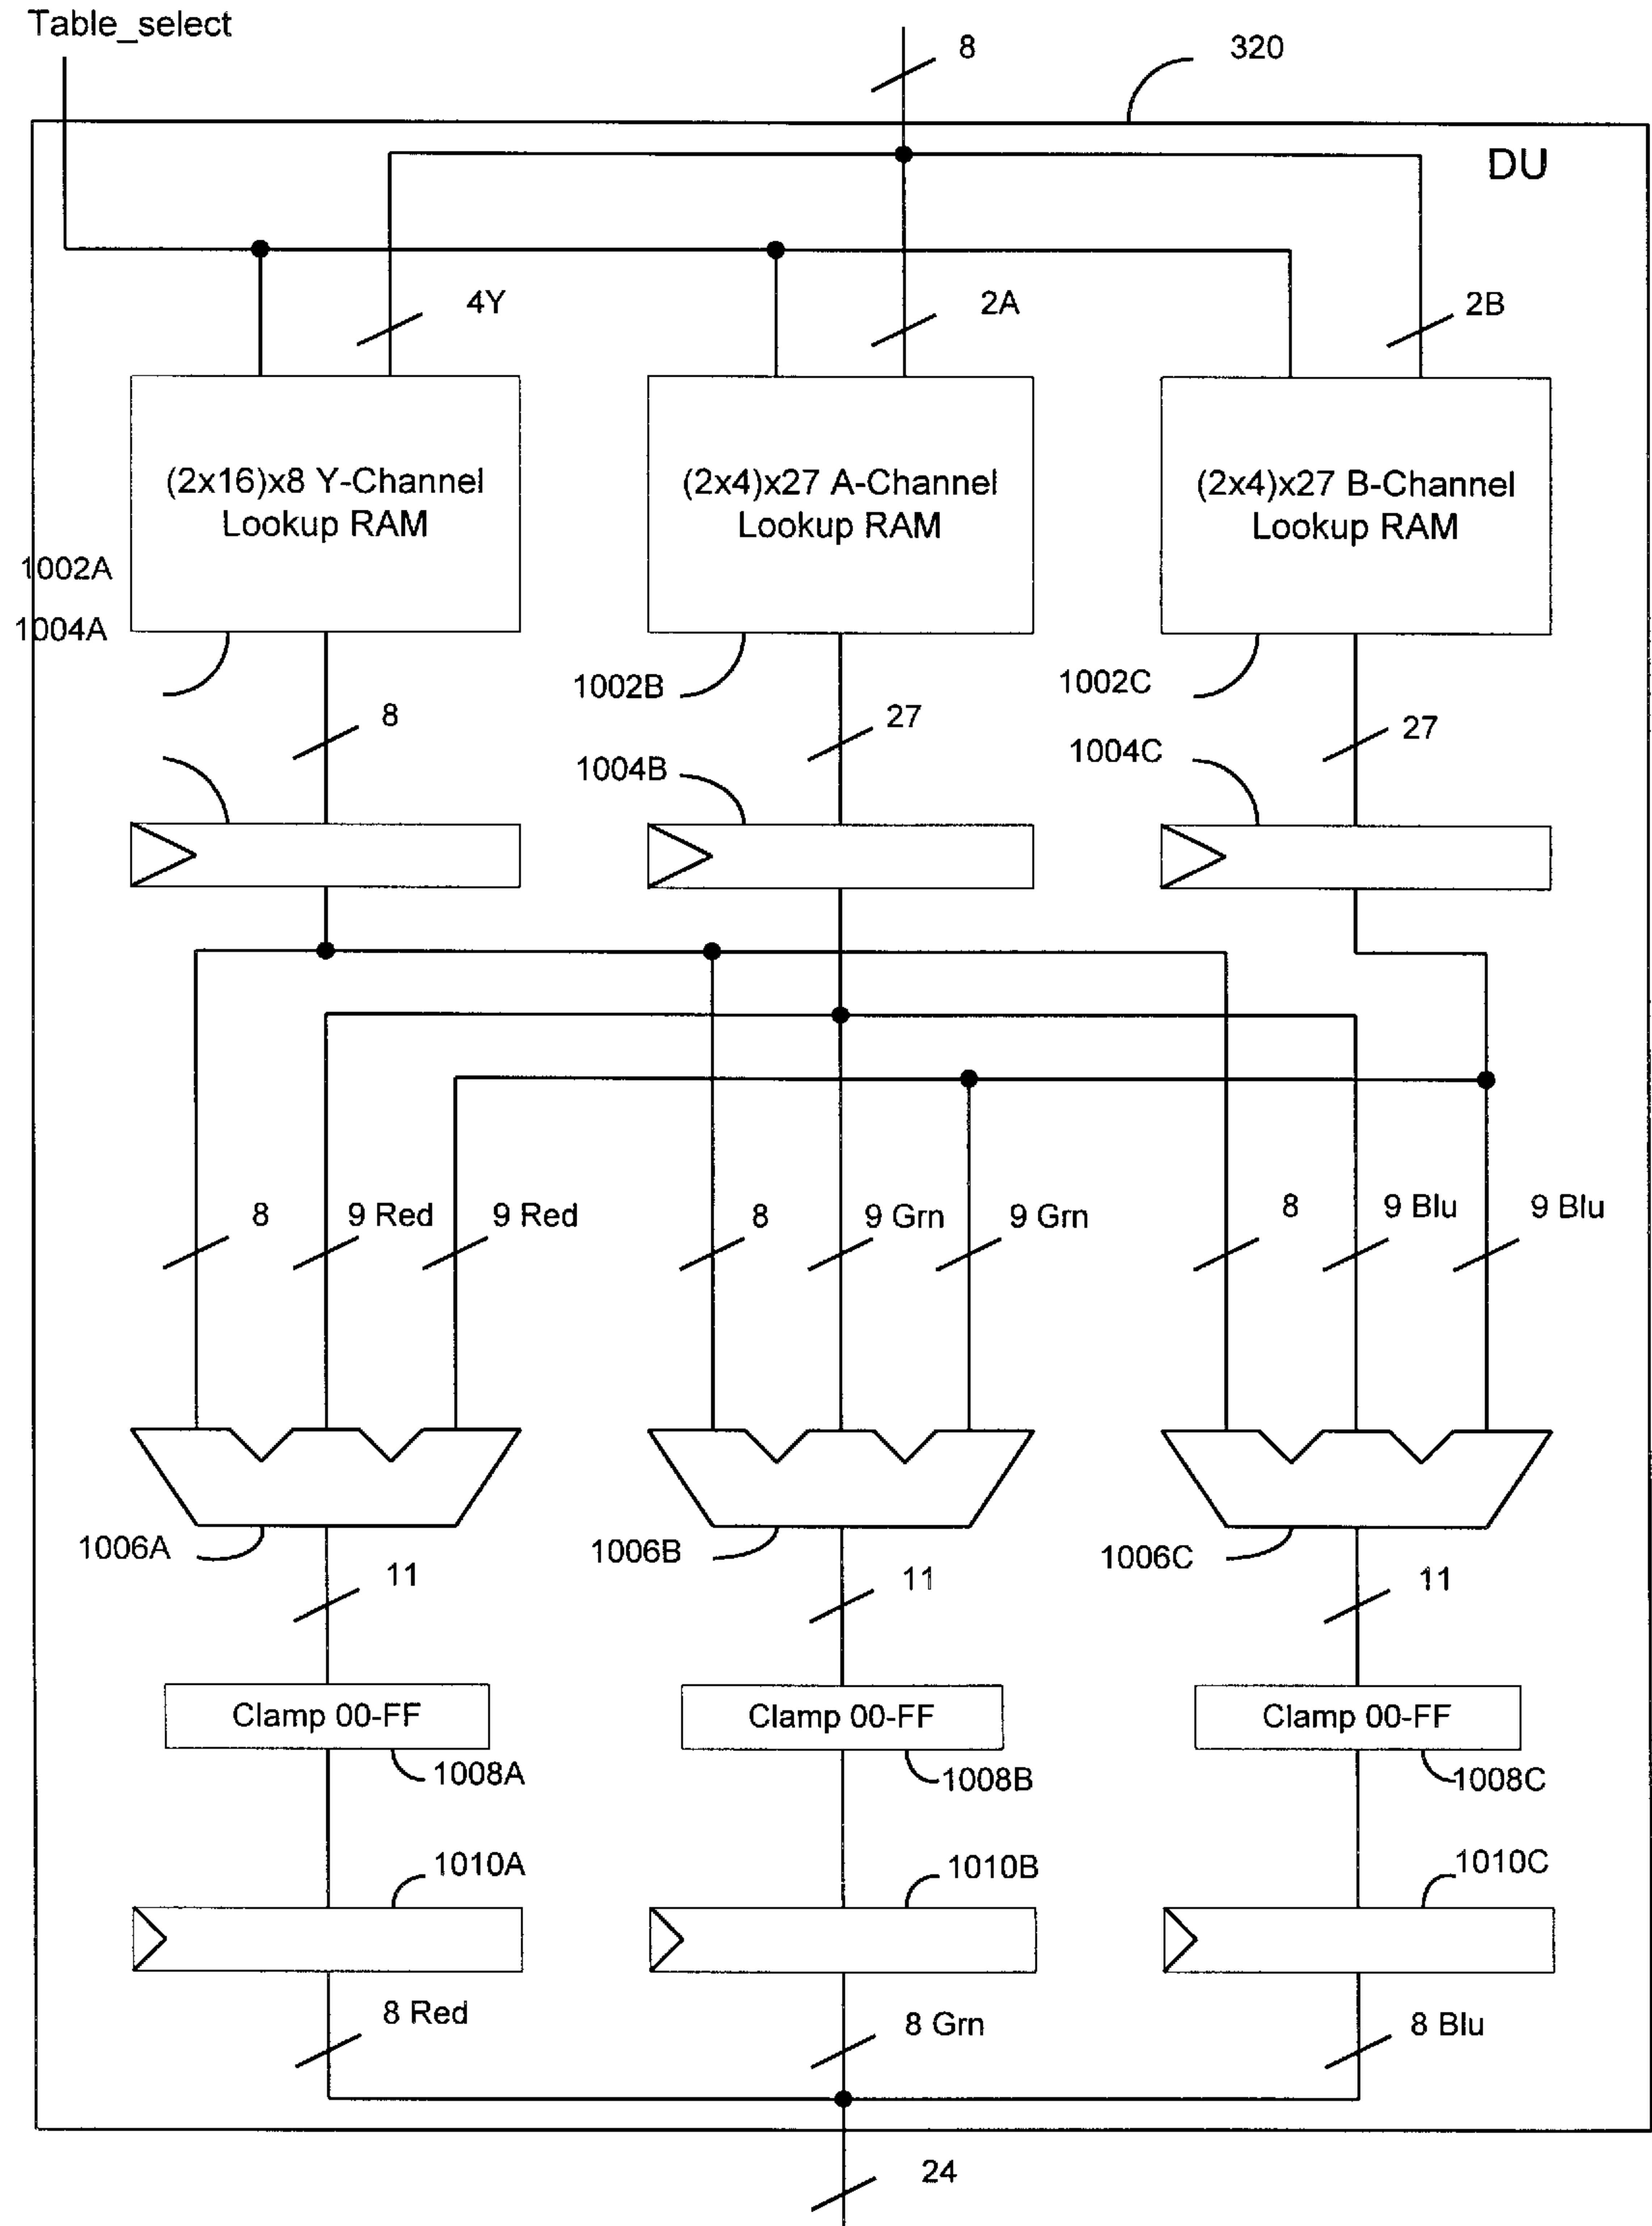 Table_select
8
320
DU
4Y
2A
2B
(2x16)x8 Y-Channel
Lookup RAM
(2x4)x27 A-Channel
Lookup RAM
(2x4)x27 B-Channel
Lookup RAM
1002A
1004A
1002B
1002C
8
27
27
1004B
1004C
8
9 Red
9 Red
8
9 Grn
9 Grn
8
9 Blu
9 Blu
1006A
1006B
1006C
11
11
11
Clamp 00-FF
Clamp 00-FF
Clamp 00-FF
1008A
1008B
1008C
1010A
1010B
1010C
8 Red
8 Grn
8 Blu
24